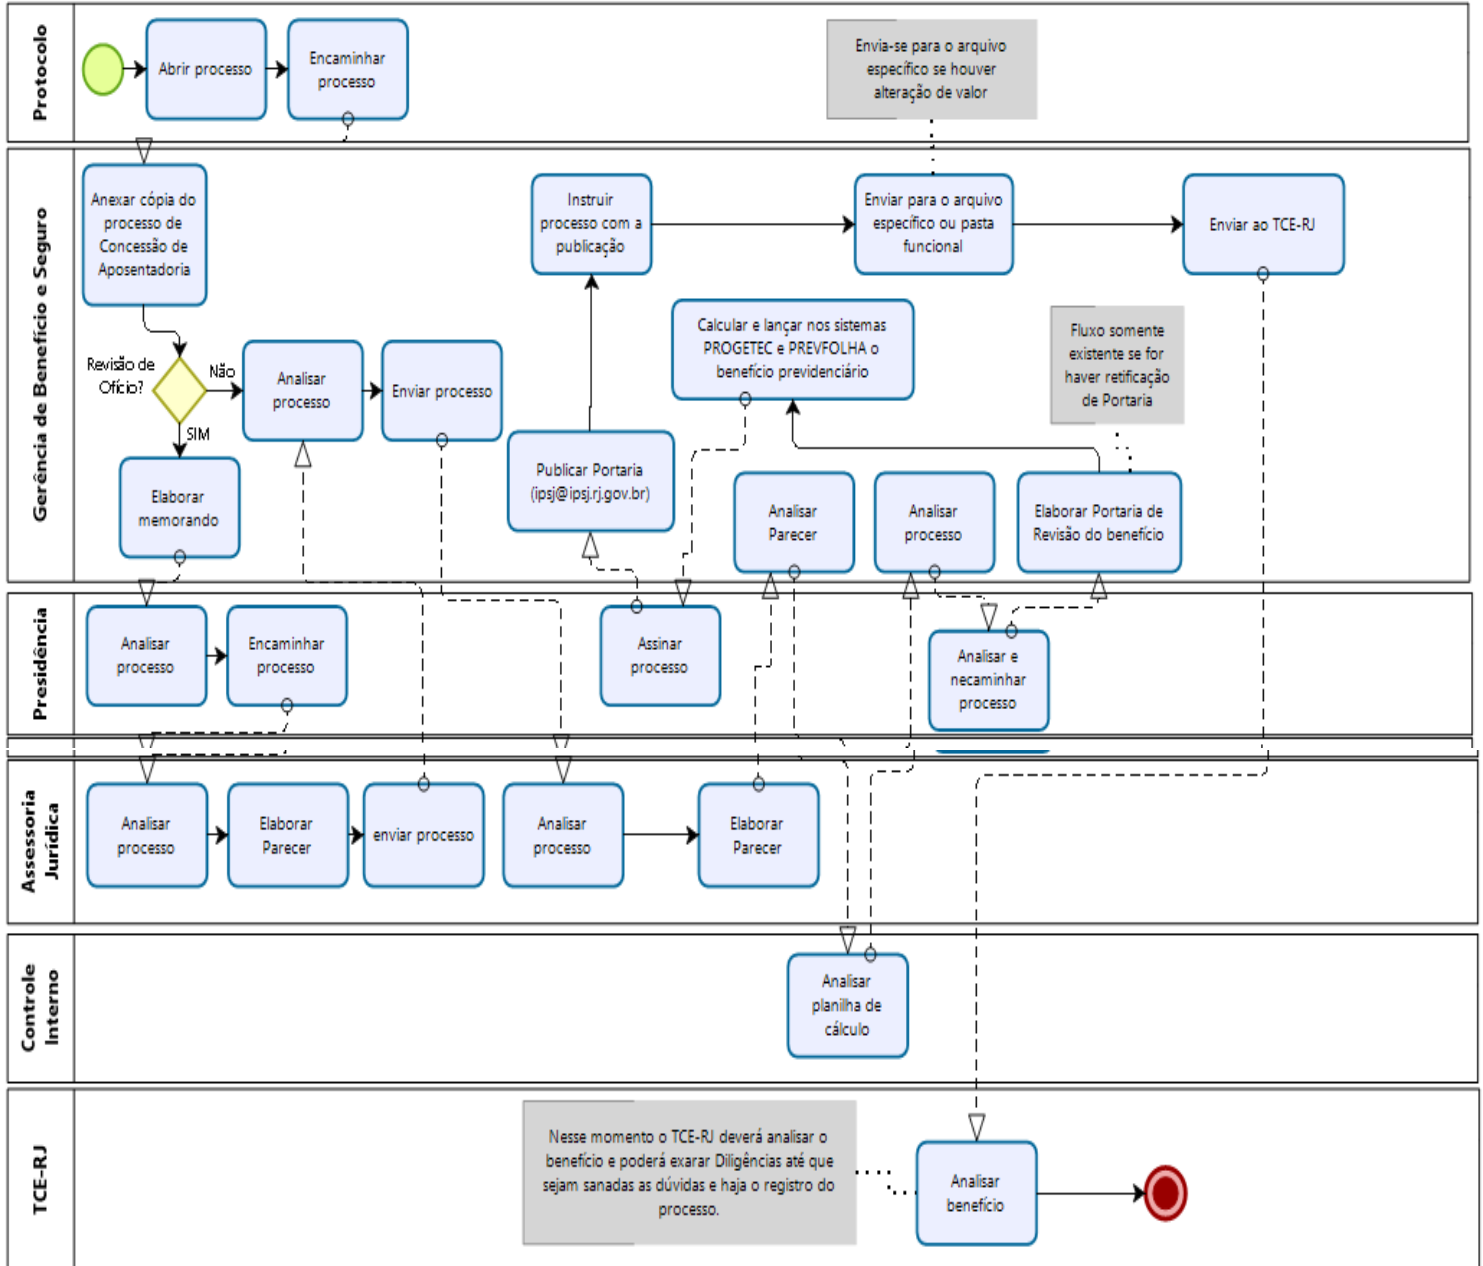 Protocolo
Abrir processo
Encaminhar
processo
Envia-se para o arquivo
específico se houver
alteração de valor
Gerência de Benefício e Seguro
Anexar cópia do
processo de
Concessão de
Aposentadoria
Instruir
processo com a
publicação
Enviar para o arquivo
específico ou pasta
funcional
Enviar ao TCE-RJ
Revisão de
Ofício?
Não
SIM
Analisar
processo
Enviar processo
Calcular e lançar nos sistemas
PROGETEC e PREVFOLHA o
benefício previdenciário
Fluxo somente
existente se for
haver retificação
de Portaria
Elaborar
memorando
Publicar Portaria
(ipsj@ipsj.rj.gov.br)
Analisar
Parecer
Analisar
processo
Elaborar Portaria de
Revisão do benefício
Presidência
Analisar
processo
Encaminhar
processo
Assinar
processo
Analisar e
necaminhar
processo
Assessoria
Jurídica
Analisar
processo
Elaborar
Parecer
enviar processo
Analisar
processo
Elaborar
Parecer
Controle
Interno
Analisar
planilha de
cálculo
TCE-RJ
Nesse momento o TCE-RJ deverá analisar o
benefício e poderá exarar Diligências até que
sejam sanadas as dúvidas e haja o registro do
processo.
Analisar
benefício